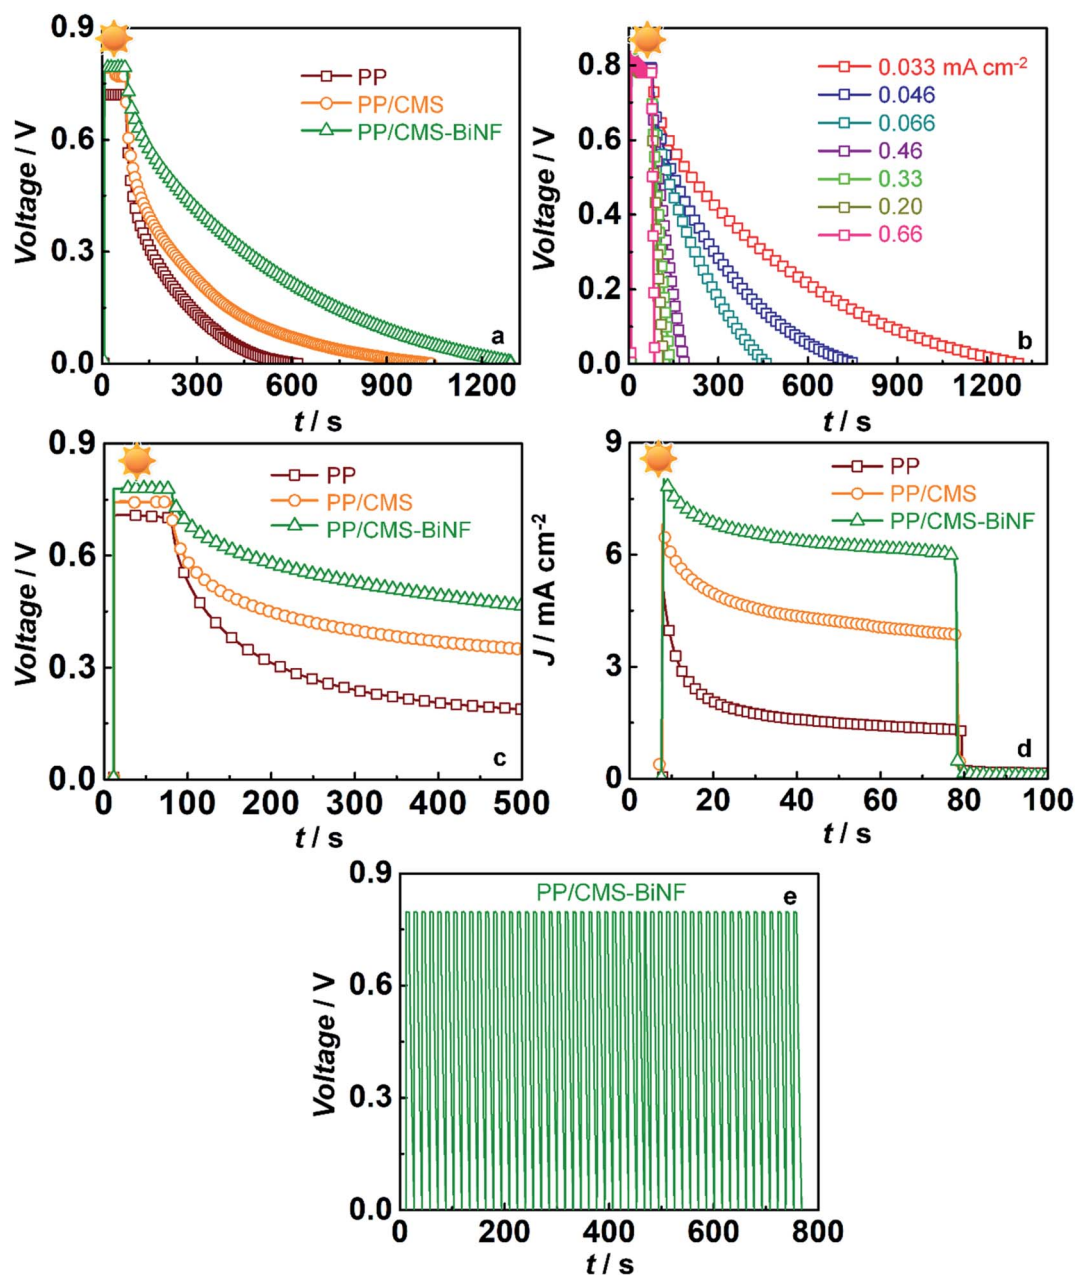 0.9
0.6
0.3
0.0
Voltage / V
PP
PP/CMS
PP/CMS-BiNF
a
0 300 600 900 1200
t / s
0.8
0.6
0.4
0.2
0.0
Voltage / V
0.033 mA cm⁻²
0.046
0.066
0.46
0.33
0.20
0.66
b
0 300 600 900 1200
t / s
0.9
0.6
0.3
0.0
Voltage / V
PP
PP/CMS
PP/CMS-BiNF
c
0 100 200 300 400 500
t / s
9
6
3
0
J / mA cm⁻²
PP
PP/CMS
PP/CMS-BiNF
d
0 20 40 60 80 100
t / s
0.9
0.6
0.3
0.0
Voltage / V
PP/CMS-BiNF
e
0 200 400 600 800
t / s